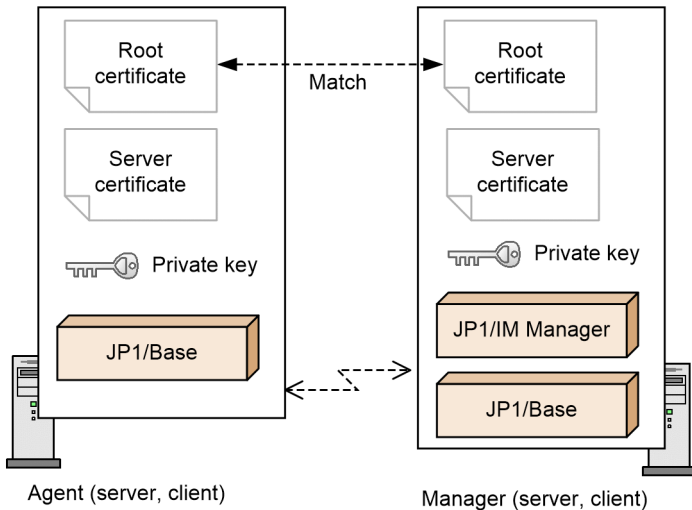 Root
certificate
Match
Root
certificate
Server
certificate
Server
certificate
Private key
Private key
JP1/Base
JP1/IM Manager
JP1/Base
Agent (server, client)
Manager (server, client)